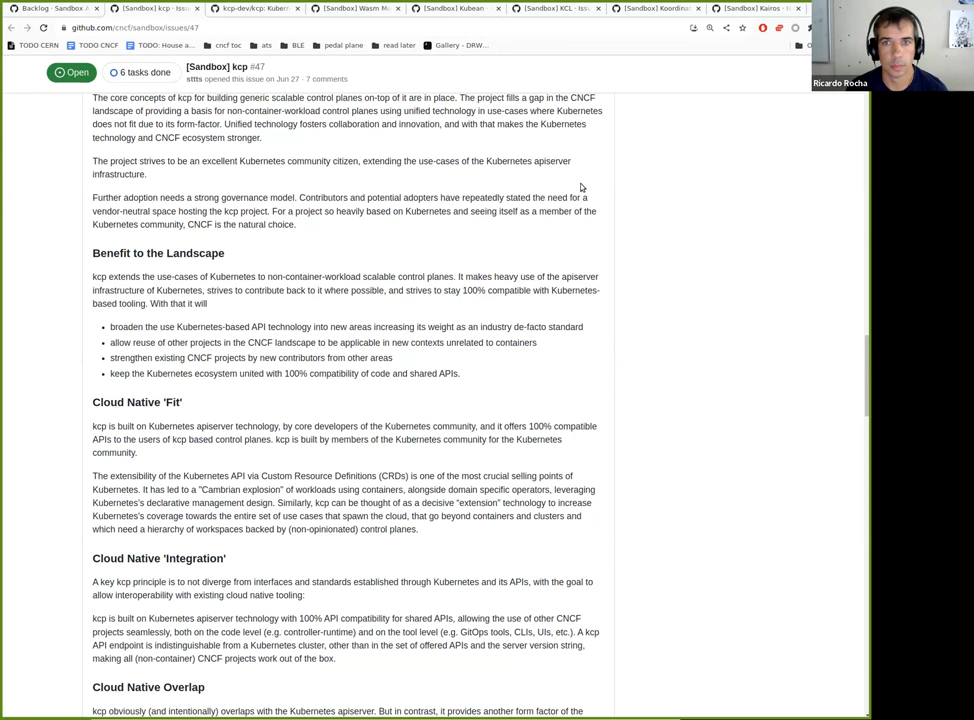 Backlog - Sandbox A
[Sandbox] kcp · Issu
kcp-dev/kcp: Kubern
[Sandbox] Wasm Ma
[Sandbox] Kubean ·
[Sandbox] KCL · Issu
[Sandbox] Koordinat
[Sandbox] Kairos · I
github.com/cncf/sandbox/issues/47
TODO CERN
TODO CNCF
TODO: House a...
cncf toc
ats
BLE
pedal plane
read later
Gallery - DRW...
Ricardo Rocha
Open
6 tasks done
[Sandbox] kcp #47
sttts opened this issue on Jun 27 · 7 comments
The core concepts of kcp for building generic scalable control planes on-top of it are in place. The project fills a gap in the CNCF
landscape of providing a basis for non-container-workload control planes using unified technology in use-cases where Kubernetes
does not fit due to its form-factor. Unified technology fosters collaboration and innovation, and with that makes the Kubernetes
technology and CNCF ecosystem stronger.
The project strives to be an excellent Kubernetes community citizen, extending the use-cases of the Kubernetes apiserver
infrastructure.
Further adoption needs a strong governance model. Contributors and potential adopters have repeatedly stated the need for a
vendor-neutral space hosting the kcp project. For a project so heavily based on Kubernetes and seeing itself as a member of the
Kubernetes community, CNCF is the natural choice.
Benefit to the Landscape
kcp extends the use-cases of Kubernetes to non-container-workload scalable control planes. It makes heavy use of the apiserver
infrastructure of Kubernetes, strives to contribute back to it where possible, and strives to stay 100% compatible with Kubernetes-
based tooling. With that it will
• broaden the use Kubernetes-based API technology into new areas increasing its weight as an industry de-facto standard
• allow reuse of other projects in the CNCF landscape to be applicable in new contexts unrelated to containers
• strengthen existing CNCF projects by new contributors from other areas
• keep the Kubernetes ecosystem united with 100% compatibility of code and shared APIs.
Cloud Native 'Fit'
kcp is built on Kubernetes apiserver technology, by core developers of the Kubernetes community, and it offers 100% compatible
APIs to the users of kcp based control planes. kcp is built by members of the Kubernetes community for the Kubernetes
community.
The extensibility of the Kubernetes API via Custom Resource Definitions (CRDs) is one of the most crucial selling points of
Kubernetes. It has led to a "Cambrian explosion" of workloads using containers, alongside domain specific operators, leveraging
Kubernetes's declarative management design. Similarly, kcp can be thought of as a decisive “extension” technology to increase
Kubernetes's coverage towards the entire set of use cases that spawn the cloud, that go beyond containers and clusters and
which need a hierarchy of workspaces backed by (non-opinionated) control planes.
Cloud Native 'Integration'
A key kcp principle is to not diverge from interfaces and standards established through Kubernetes and its APIs, with the goal to
allow interoperability with existing cloud native tooling:
kcp is built on Kubernetes apiserver technology with 100% API compatibility for shared APIs, allowing the use of other CNCF
projects seamlessly, both on the code level (e.g. controller-runtime) and on the tool level (e.g. GitOps tools, CLIs, UIs, etc.). A kcp
API endpoint is indistinguishable from a Kubernetes cluster, other than in the set of offered APIs and the server version string,
making all (non-container) CNCF projects work out of the box.
Cloud Native Overlap
kcp obviously (and intentionally) overlaps with the Kubernetes apiserver. But in contrast, it provides another form factor of the